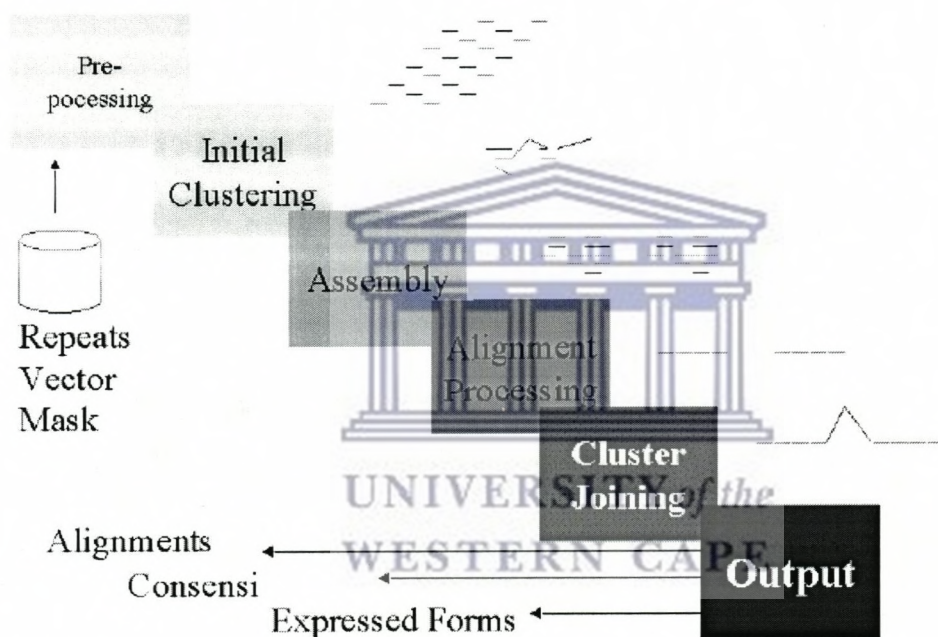 Pre-
pocessing
Initial
Clustering
Assembly
Repeats
Vector
Mask
Alignment
Processing
Cluster
Joining
UNIVERSITY of the
WESTERN CAPE
Alignments
Consensi
Expressed Forms
Output